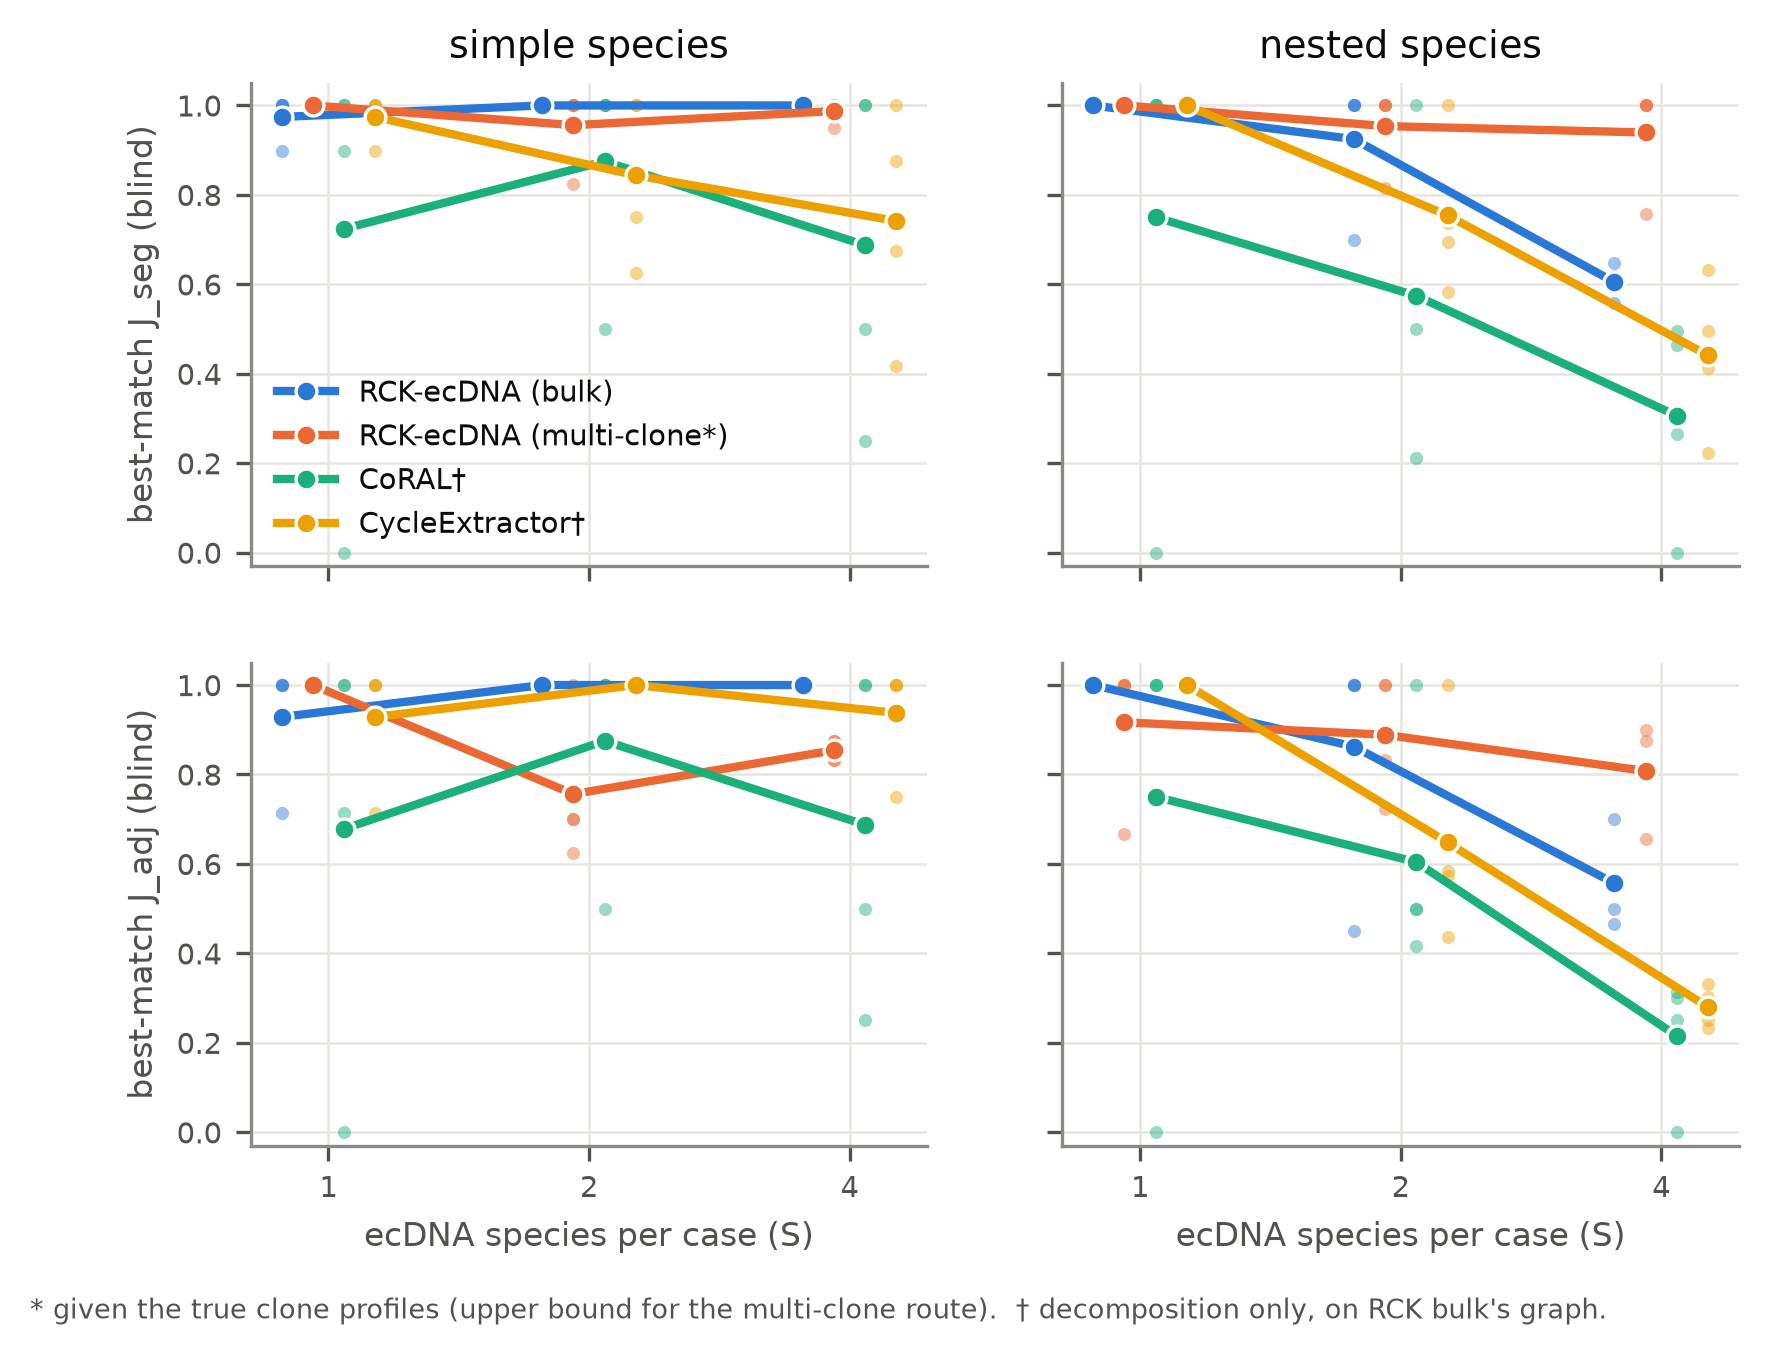 simple species
nested species
best-match J_seg (blind)
1.0
0.8
0.6
0.4
0.2
0.0
RCK-ecDNA (bulk)
RCK-ecDNA (multi-clone*)
CoRAL†
CycleExtractor†
best-match J_adj (blind)
1.0
0.8
0.6
0.4
0.2
0.0
1 2 4
1 2 4
ecDNA species per case (S)
ecDNA species per case (S)
* given the true clone profiles (upper bound for the multi-clone route). † decomposition only, on RCK bulk's graph.